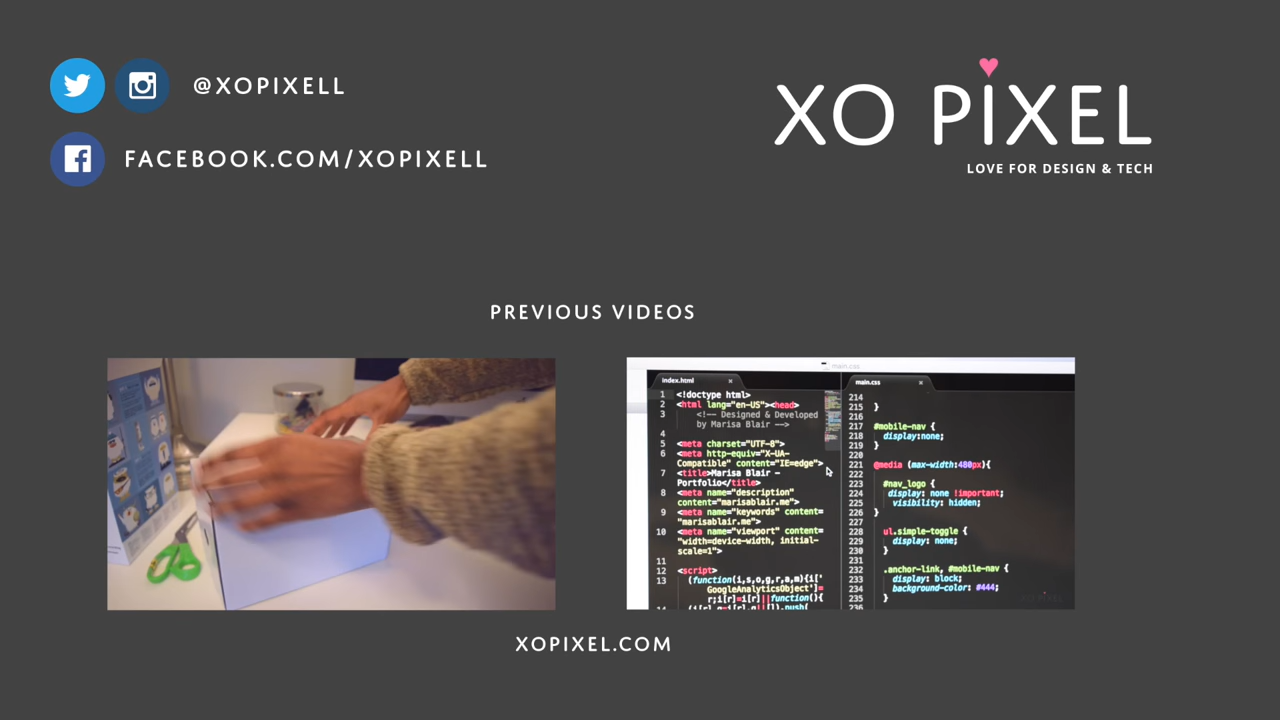 @XOPIXELL
FACEBOOK.COM/XOPIXELL
XO PIXEL
LOVE FOR DESIGN & TECH
PREVIOUS VIDEOS
main.css
index.html
1 <!doctype html>
2 <html lang="en-US"><head>
3 <!-- Designed & Developed
by Marisa Blair -->
4
5 <meta charset="UTF-8">
6 <meta http-equiv="X-UA-
Compatible" content="IE=edge">
7 <title>Marisa Blair –
Portfolio</title>
8 <meta name="description"
content="marisablair.me">
9 <meta name="keywords" content=
"marisablair.me">
10 <meta name="viewport" content=
"width=device-width, initial-
scale=1">
11
12 <script>
13 (function(i,s,o,g,r,a,m){i['
GoogleAnalyticsObject']=
r;i[r]=i[r]||function(){
main.css
214
215 }
216
217 #mobile-nav {
218 display:none;
219 }
220
221 @media (max-width:480px){
222
223 #nav_logo {
224 display: none !important;
225 visibility: hidden;
226 }
227
228 ul.simple-toggle {
229 display: none;
230 }
231
232 .anchor-link, #mobile-nav {
233 display: block;
234 background-color: #444;
235 }
236
XOPIXEL.COM